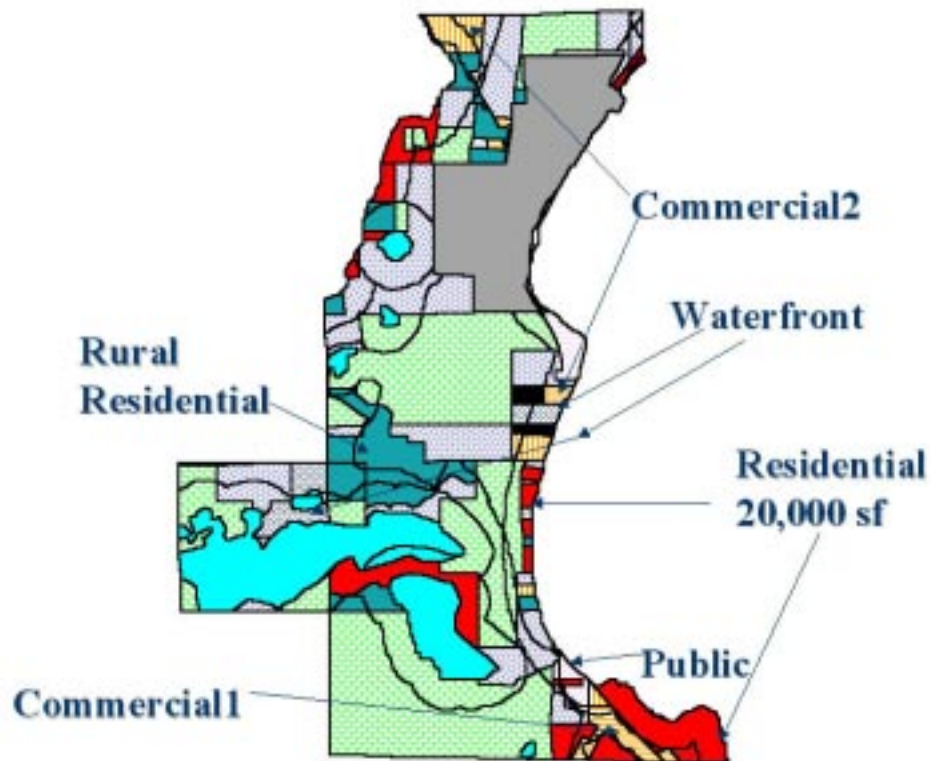 Commercial2
Waterfront
Rural
Residential
Residential
20,000 sf
Public
Commercial1